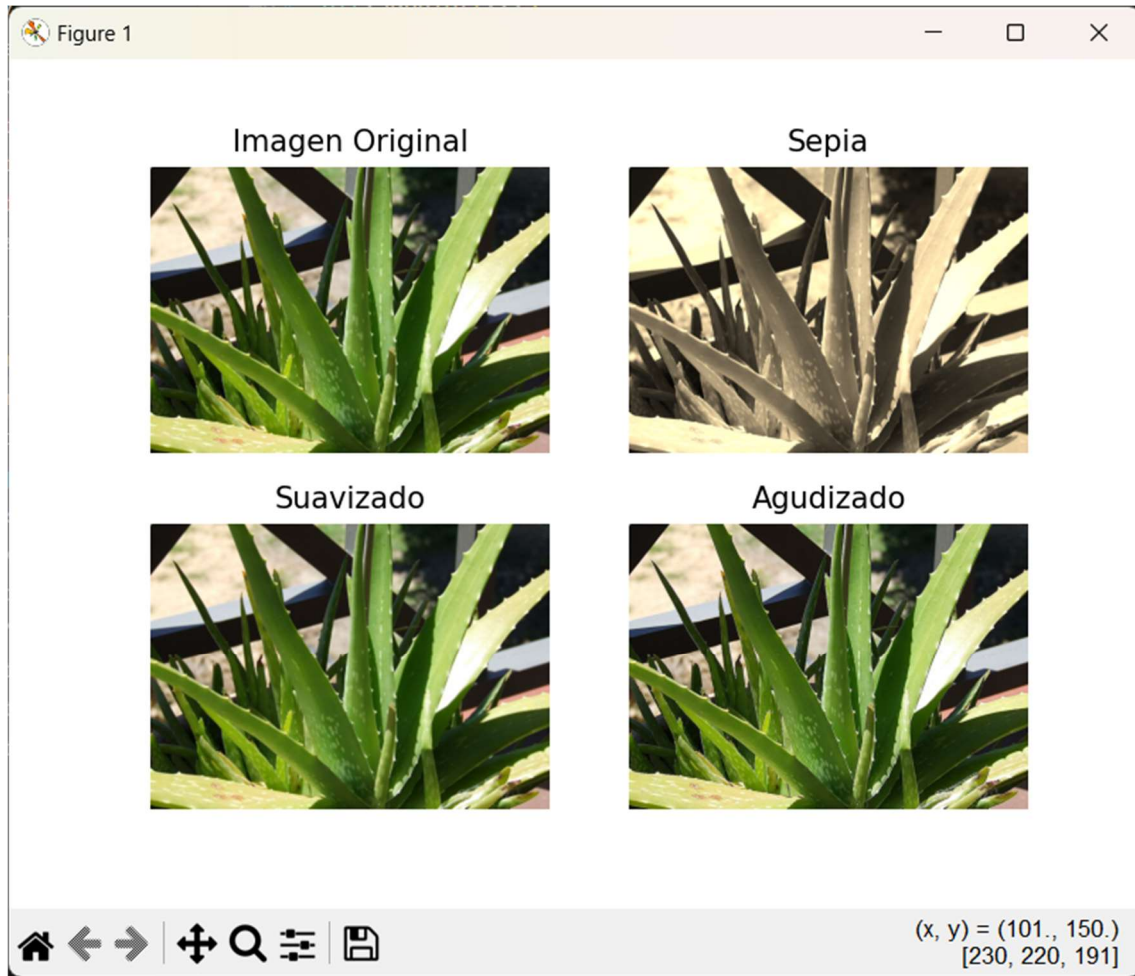 Figure 1
Imagen Original
Sepia
Suavizado
Agudizado
(x, y) = (101., 150.)
[230, 220, 191]